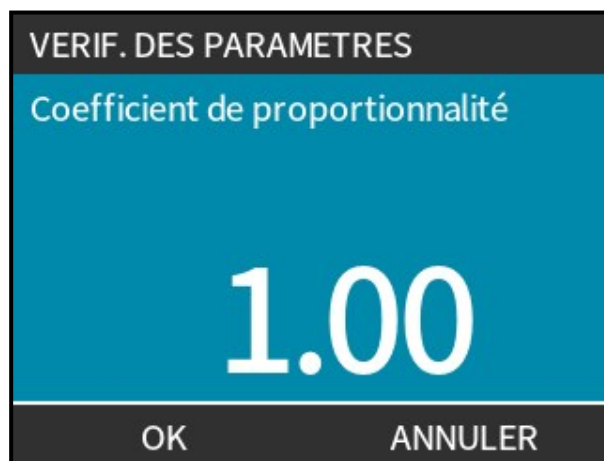 VERIF. DES PARAMETRES
Coefficient de proportionnalité
1.00
OK ANNULER